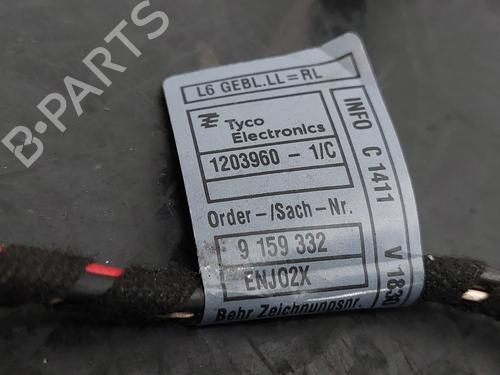 B-PARTS
L6 GEBL.LL=RL
Tyco
Electronics
1203960 - 1/C
Order-/Sach-Nr.
9 159 332
ENJ02X
Behr Zeichnungsnr.
INFO C 1411
V 1830